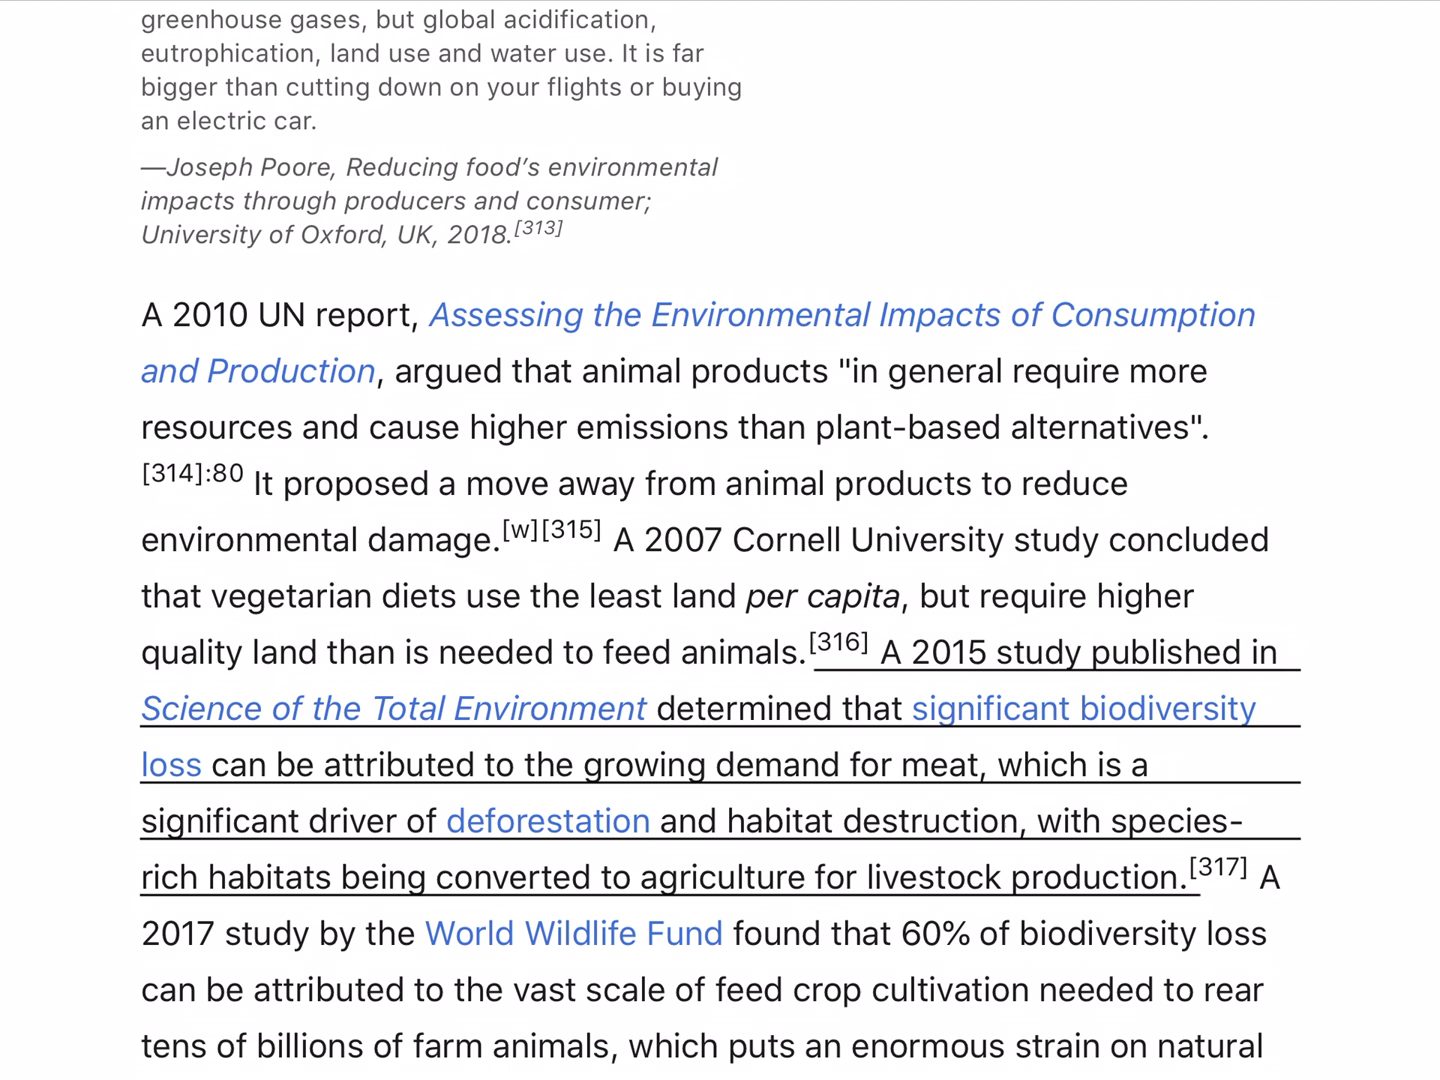 greenhouse gases, but global acidification,
eutrophication, land use and water use. It is far
bigger than cutting down on your flights or buying
an electric car.
—Joseph Poore, Reducing food’s environmental
impacts through producers and consumer;
University of Oxford, UK, 2018.[313]
A 2010 UN report, Assessing the Environmental Impacts of Consumption
and Production, argued that animal products "in general require more
resources and cause higher emissions than plant-based alternatives".
[314]:80 It proposed a move away from animal products to reduce
environmental damage.[w][315] A 2007 Cornell University study concluded
that vegetarian diets use the least land per capita, but require higher
quality land than is needed to feed animals.[316] A 2015 study published in
Science of the Total Environment determined that significant biodiversity
loss can be attributed to the growing demand for meat, which is a
significant driver of deforestation and habitat destruction, with species-
rich habitats being converted to agriculture for livestock production.[317] A
2017 study by the World Wildlife Fund found that 60% of biodiversity loss
can be attributed to the vast scale of feed crop cultivation needed to rear
tens of billions of farm animals, which puts an enormous strain on natural